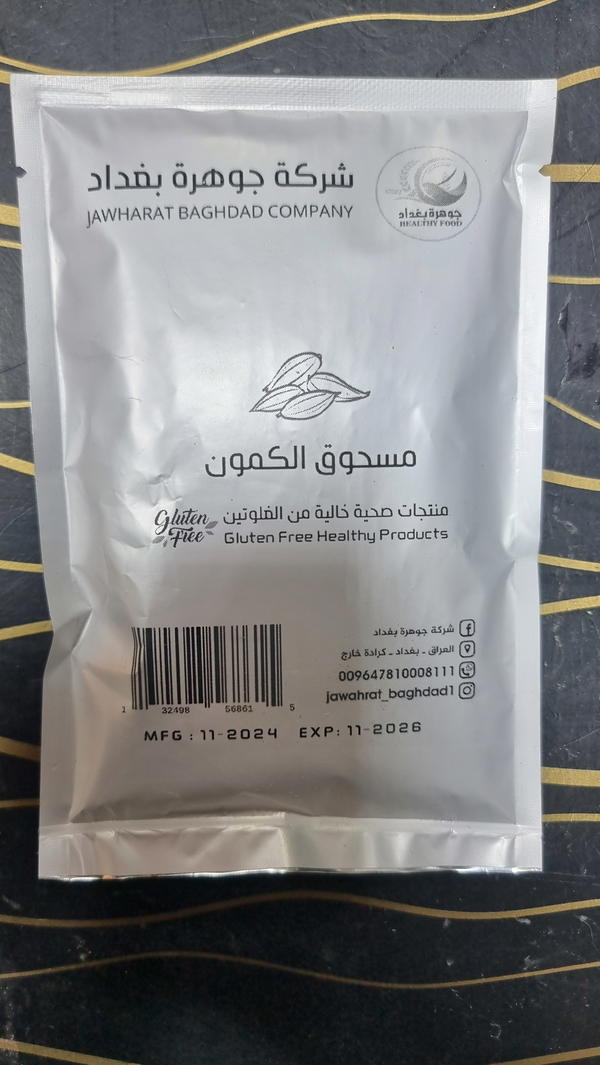 شركة جوهرة بغداد
JAWHARAT BAGHDAD COMPANY
جوهرة بغداد
HEALTHY FOOD
مسحوق الكمون
Gluten Free
منتجات صحية خالية من الغلوتين
Gluten Free Healthy Products
شركة جوهرة بغداد
العراق - بغداد - كرادة خارج
009647810008111
jawahrat_baghdad1
1 32498 56861 5
MFG : 11-2024 EXP: 11-2026